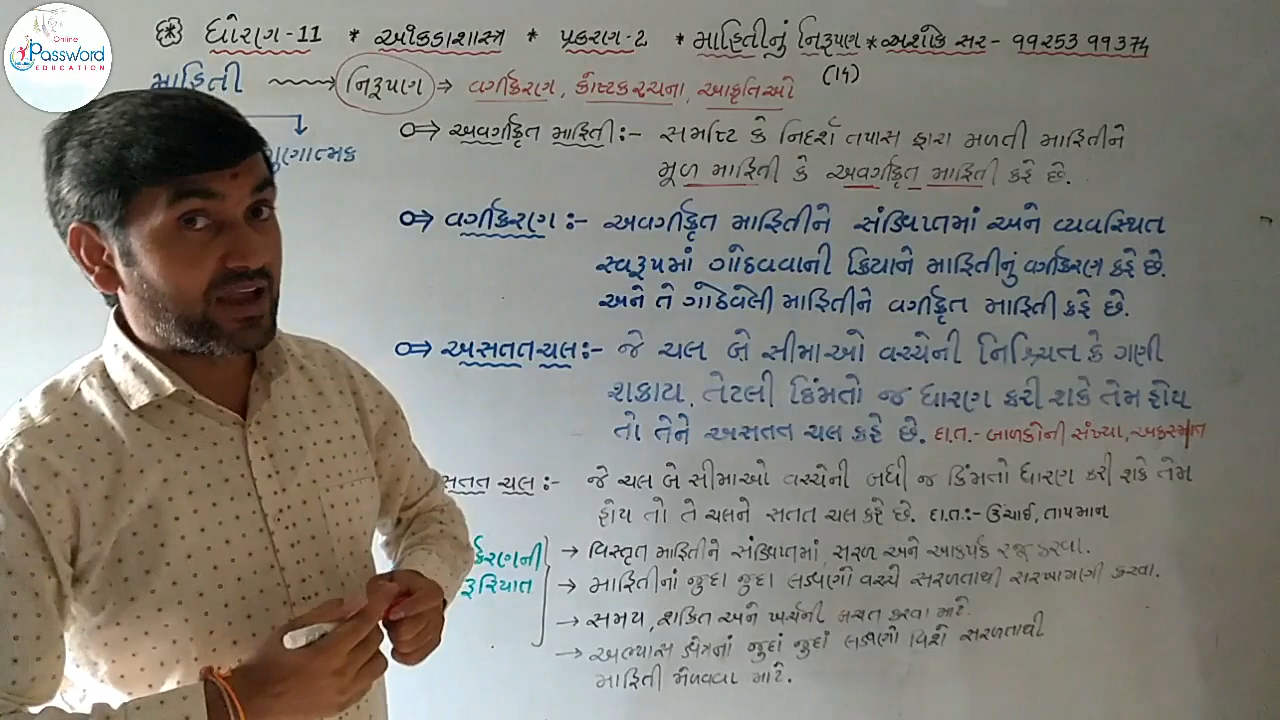 Online
Password
EDUCATION
ધોરણ-11 * આંકડાશાસ્ત્ર * પ્રકરણ-2 * માહિતીનું નિરૂપણ * અશોક સર - 99253 99374
માહિતી → નિરૂપણ → વર્ગીકરણ, કોષ્ટકરચના, આકૃતિઓ (14)
ગુણાત્મક
⇒ અવર્ગીકૃત માહિતી:- સમષ્ટિ કે નિદર્શ તપાસ દ્વારા મળતી માહિતીને
મૂળ માહિતી કે અવર્ગીકૃત માહિતી કહે છે.
⇒ વર્ગીકરણ:- અવર્ગીકૃત માહિતીને સંક્ષિપ્તમાં અને વ્યવસ્થિત
સ્વરૂપમાં ગોઠવવાની ક્રિયાને માહિતીનું વર્ગીકરણ કહે છે.
અને તે ગોઠવેલી માહિતીને વર્ગીકૃત માહિતી કહે છે.
⇒ અસતત ચલ:- જે ચલ બે સીમાઓ વચ્ચેની નિશ્ચિત કે ગણી
શકાય તેટલી કિંમતો જ ધારણ કરી શકે તેમ હોય
તો તેને અસતત ચલ કહે છે. દા.ત.- બાળકોની સંખ્યા, અકસ્માત
સતત ચલ:- જે ચલ બે સીમાઓ વચ્ચેની બધી જ કિંમતો ધારણ કરી શકે તેમ
હોય તો તે ચલને સતત ચલ કહે છે. દા.ત.:- ઉંચાઈ, તાપમાન
કરણની → વિસ્તૃત માહિતીને સંક્ષિપ્તમાં, સરળ અને આકર્ષક રજૂ કરવા.
રૂરિયાત → માહિતીનાં જુદા જુદા લક્ષણો વચ્ચે સરળતાથી સરખામણી કરવા.
→ સમય, શક્તિ અને ખર્ચની બચત કરવા માટે.
→ અભ્યાસ ક્ષેત્રનાં જુદાં જુદાં લક્ષણો વિશે સરળતાથી
માહિતી મેળવવા માટે.